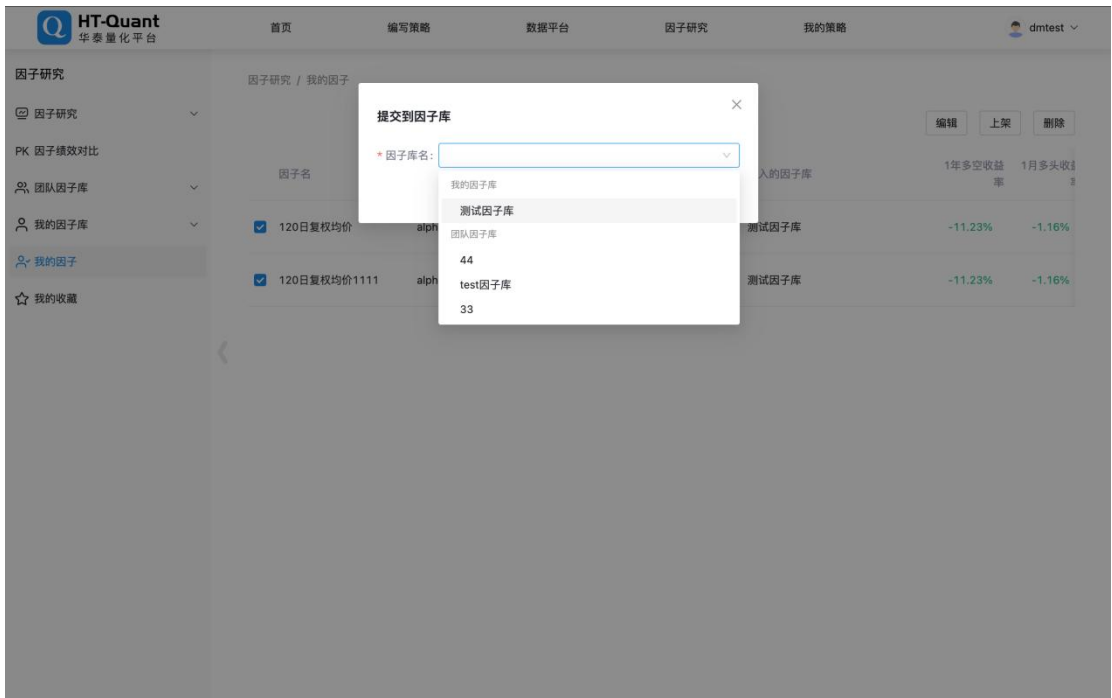 HT-Quant
华泰量化平台
首页
编写策略
数据平台
因子研究
我的策略
dmtest
因子研究
因子研究
PK 因子绩效对比
团队因子库
我的因子库
我的因子
我的收藏
因子研究 / 我的因子
编辑
上架
删除
提交到因子库
* 因子库名:
我的因子库
测试因子库
团队因子库
44
test因子库
33
因子名
入的因子库
1年多空收益率
1月多头收益
120日复权均价
alph
测试因子库
-11.23%
-1.16%
120日复权均价1111
alph
测试因子库
-11.23%
-1.16%